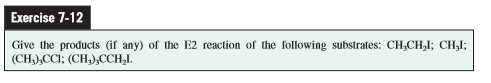 Exercise 7-12
Give the products (if any) of the E2 reaction of the following substrates: CH₃CH₂I; CH₃I;
(CH₃)₃CCl; (CH₃)₃CCH₂I.